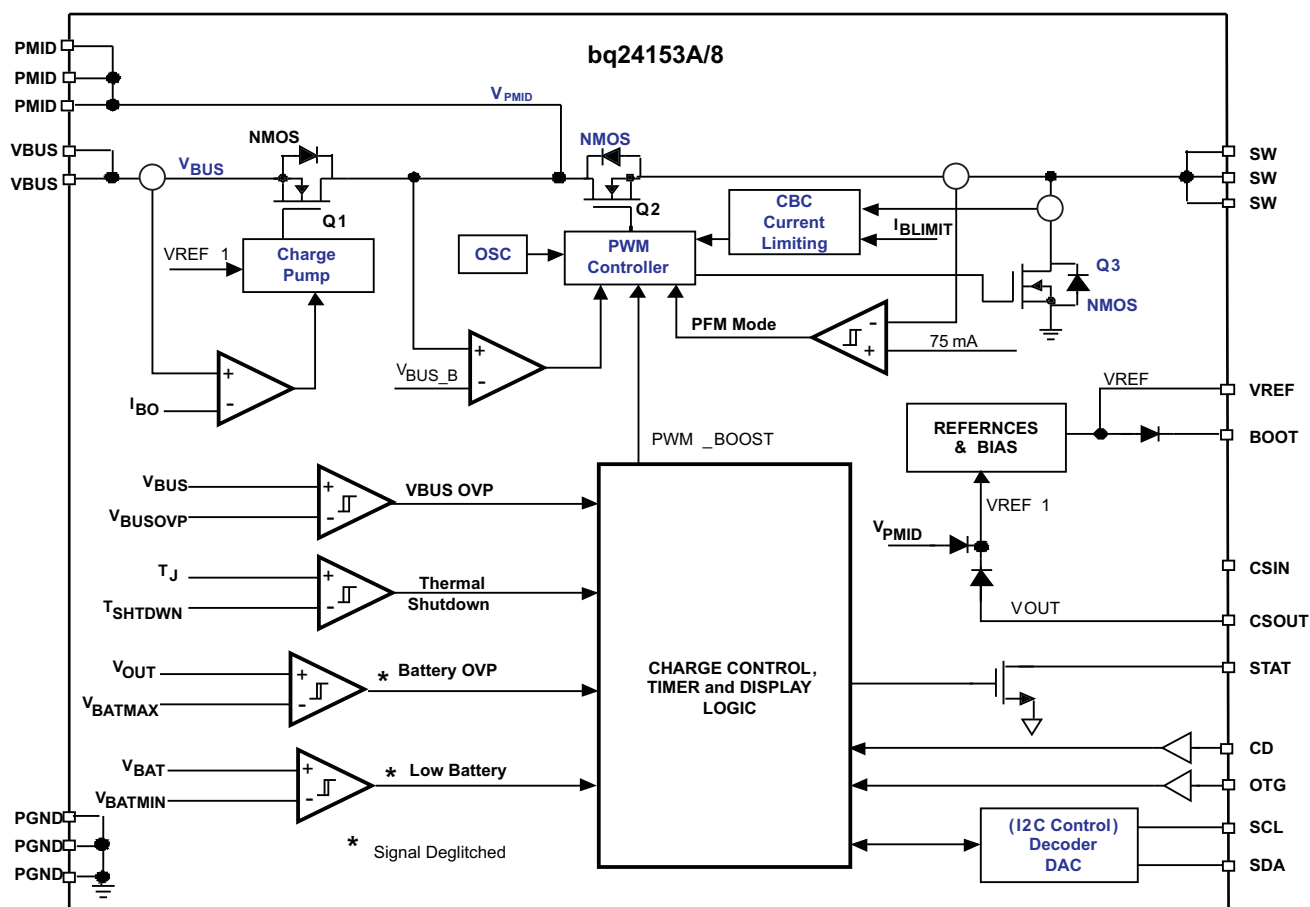 bq24153A/8
PMID
PMID
PMID
VPMID
VBUS
VBUS
VBUS
NMOS
Q1
NMOS
Q2
SW
SW
SW
VREF 1
Charge
Pump
OSC
PWM
Controller
CBC
Current
Limiting
IBLIMIT
Q3
NMOS
PFM Mode
-
+
75 mA
+
-
IBO
+
-
VBUS_B
PWM _BOOST
VREF
VREF
BOOT
REFERNCES
& BIAS
VREF 1
VPMID
CSIN
VOUT
CSOUT
VBUS
+
VBUS OVP
VBUSOVP
-
TJ
+
Thermal
Shutdown
TSHTDWN
-
VOUT
+
* Battery OVP
VBATMAX
-
VBAT
+
* Low Battery
VBATMIN
-
* Signal Deglitched
CHARGE CONTROL,
TIMER and DISPLAY
LOGIC
STAT
CD
OTG
(I2C Control)
Decoder
DAC
SCL
SDA
PGND
PGND
PGND